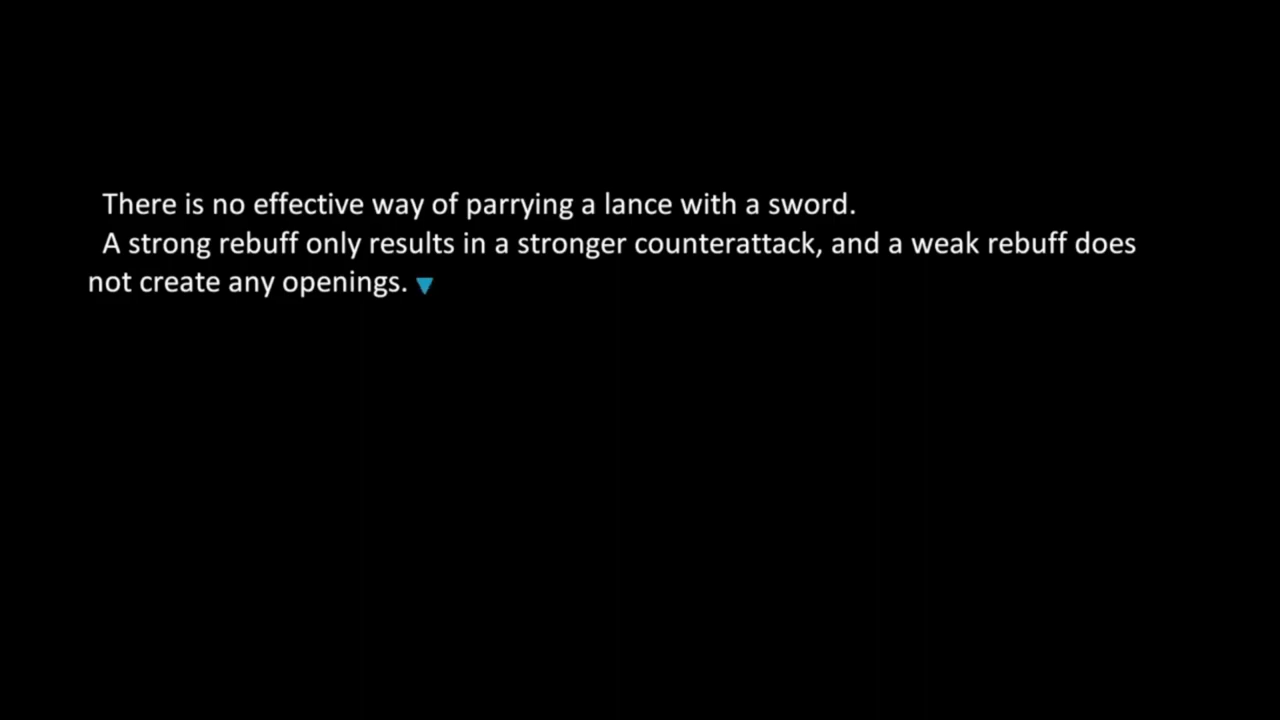 There is no effective way of parrying a lance with a sword.
A strong rebuff only results in a stronger counterattack, and a weak rebuff does
not create any openings.